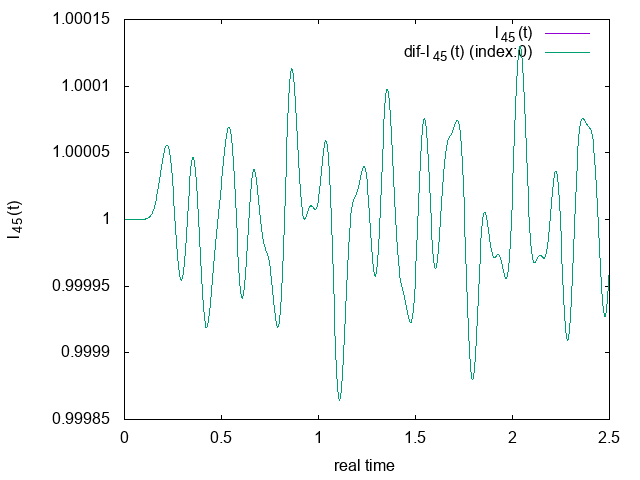 1.00015
I45(t)
dif-I45(t) (index:0)
1.0001
1.00005
1
0.99995
0.9999
0.99985
I45(t)
0 0.5 1 1.5 2 2.5
real time